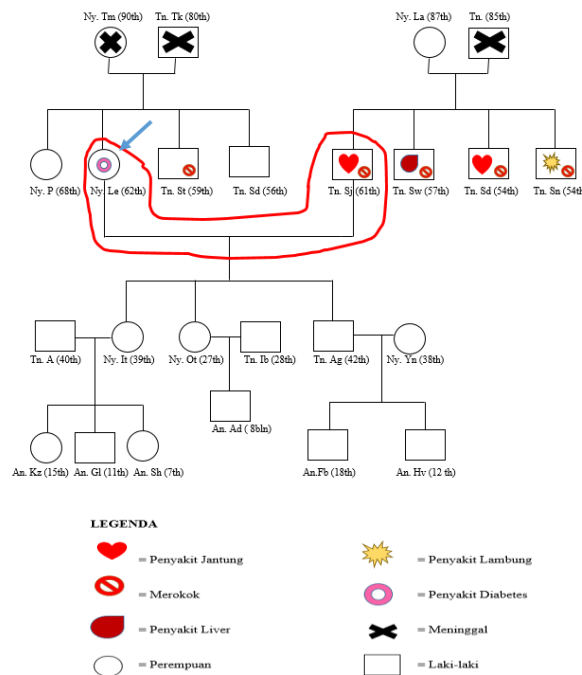 Ny. Tm (90th) Tn. Tk (80th) Ny. La (87th) Tn. (85th)
Ny. P (68th) Ny. Le (62th) Tn. St (59th) Tn. Sd (56th) Tn. Sj (61th) Tn. Sw (57th) Tn. Sd (54th) Tn. Sn (54th
Tn. A (40th) Ny. It (39th) Ny. Ot (27th) Tn. Ib (28th) Tn. Ag (42th) Ny. Yn (38th)
An. Ad ( 8bln)
An. Kz (15th) An. Gl (11th) An. Sh (7th) An.Fb (18th) An. Hv (12 th)
LEGENDA
= Penyakit Jantung = Penyakit Lambung
= Merokok = Penyakit Diabetes
= Penyakit Liver = Meninggal
= Perempuan = Laki-laki